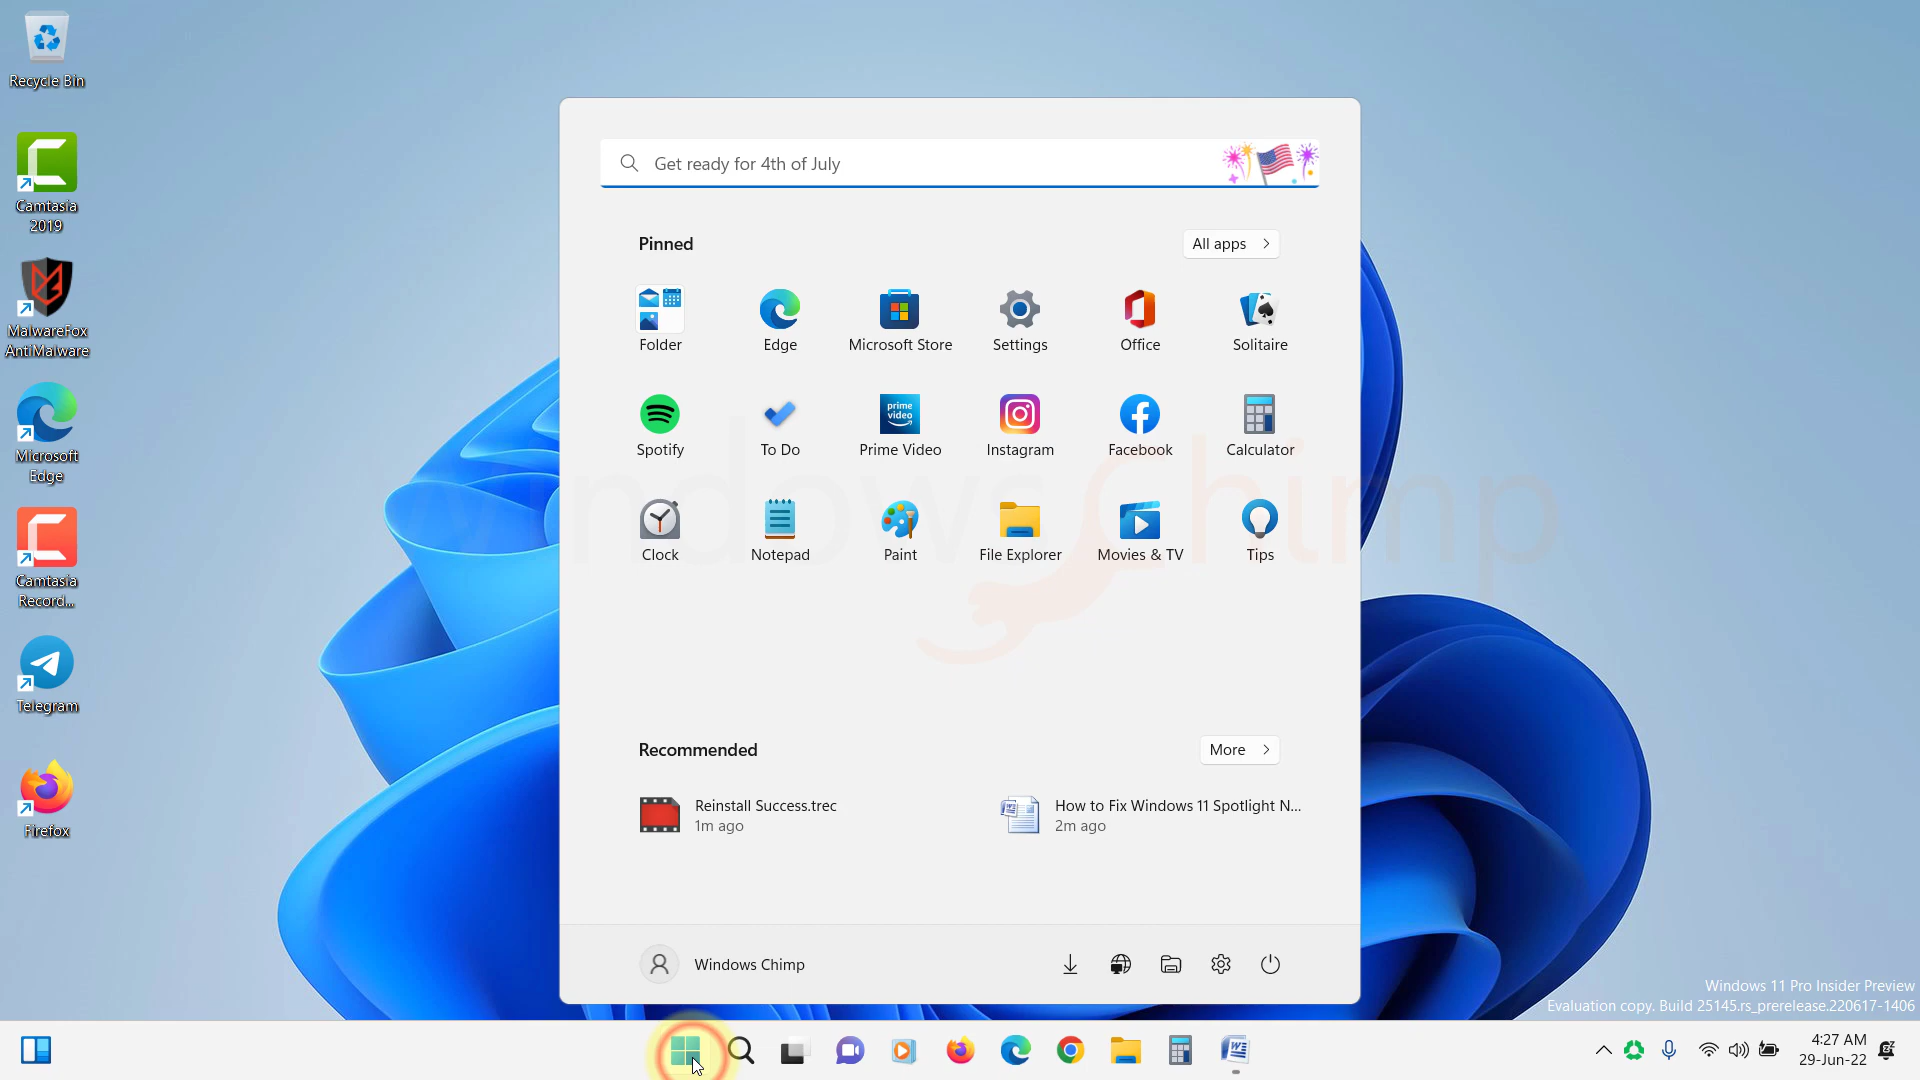 Recycle Bin
Camtasia
2019
MalwareFox
AntiMalware
Microsoft
Edge
Camtasia
Record...
Telegram
Firefox
Get ready for 4th of July
Pinned
All apps
Folder
Edge
Microsoft Store
Settings
Office
Solitaire
prime
video
Spotify
To Do
Prime Video
Instagram
Facebook
Calculator
Windows Chimp
Clock
Notepad
Paint
File Explorer
Movies & TV
Tips
Recommended
More
Reinstall Success.trec
1m ago
How to Fix Windows 11 Spotlight N...
2m ago
Windows Chimp
Windows 11 Pro Insider Preview
Evaluation copy. Build 25145.rs_prerelease.220617-1406
4:27 AM
29-Jun-22